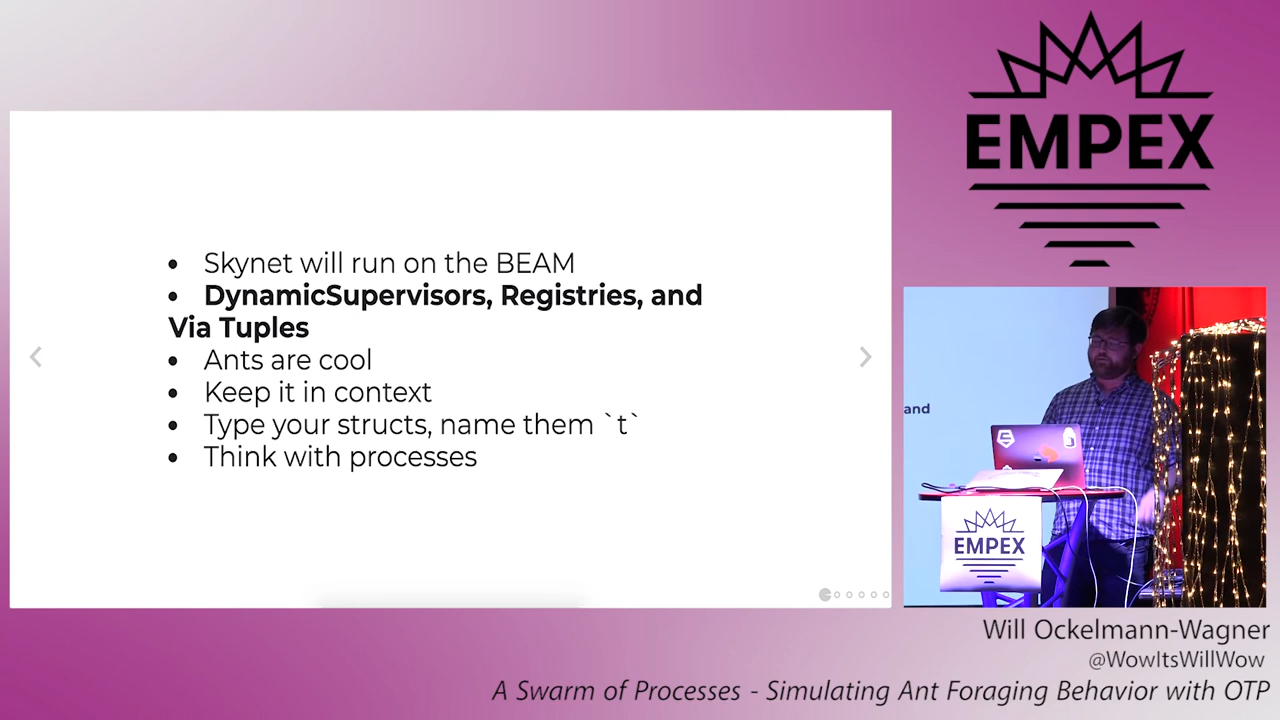 EMPEX
• Skynet will run on the BEAM
• DynamicSupervisors, Registries, and
Via Tuples
• Ants are cool
• Keep it in context
• Type your structs, name them `t`
• Think with processes
and
EMPEX
Will Ockelmann-Wagner
@WowItsWillWow
A Swarm of Processes - Simulating Ant Foraging Behavior with OTP